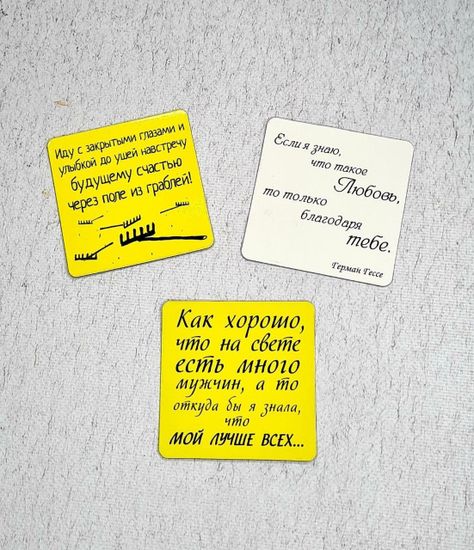 Иду с закрытыми глазами и
улыбкой до ушей навстречу
будущему счастью
через поле из граблей!
Если я знаю,
что такое
Любовь,
то только
благодаря
тебе.
Герман Гессе
Как хорошо,
что на свете
есть много
мужчин, а то
откуда бы я знала,
что
МОЙ ЛУЧШЕ ВСЕХ...